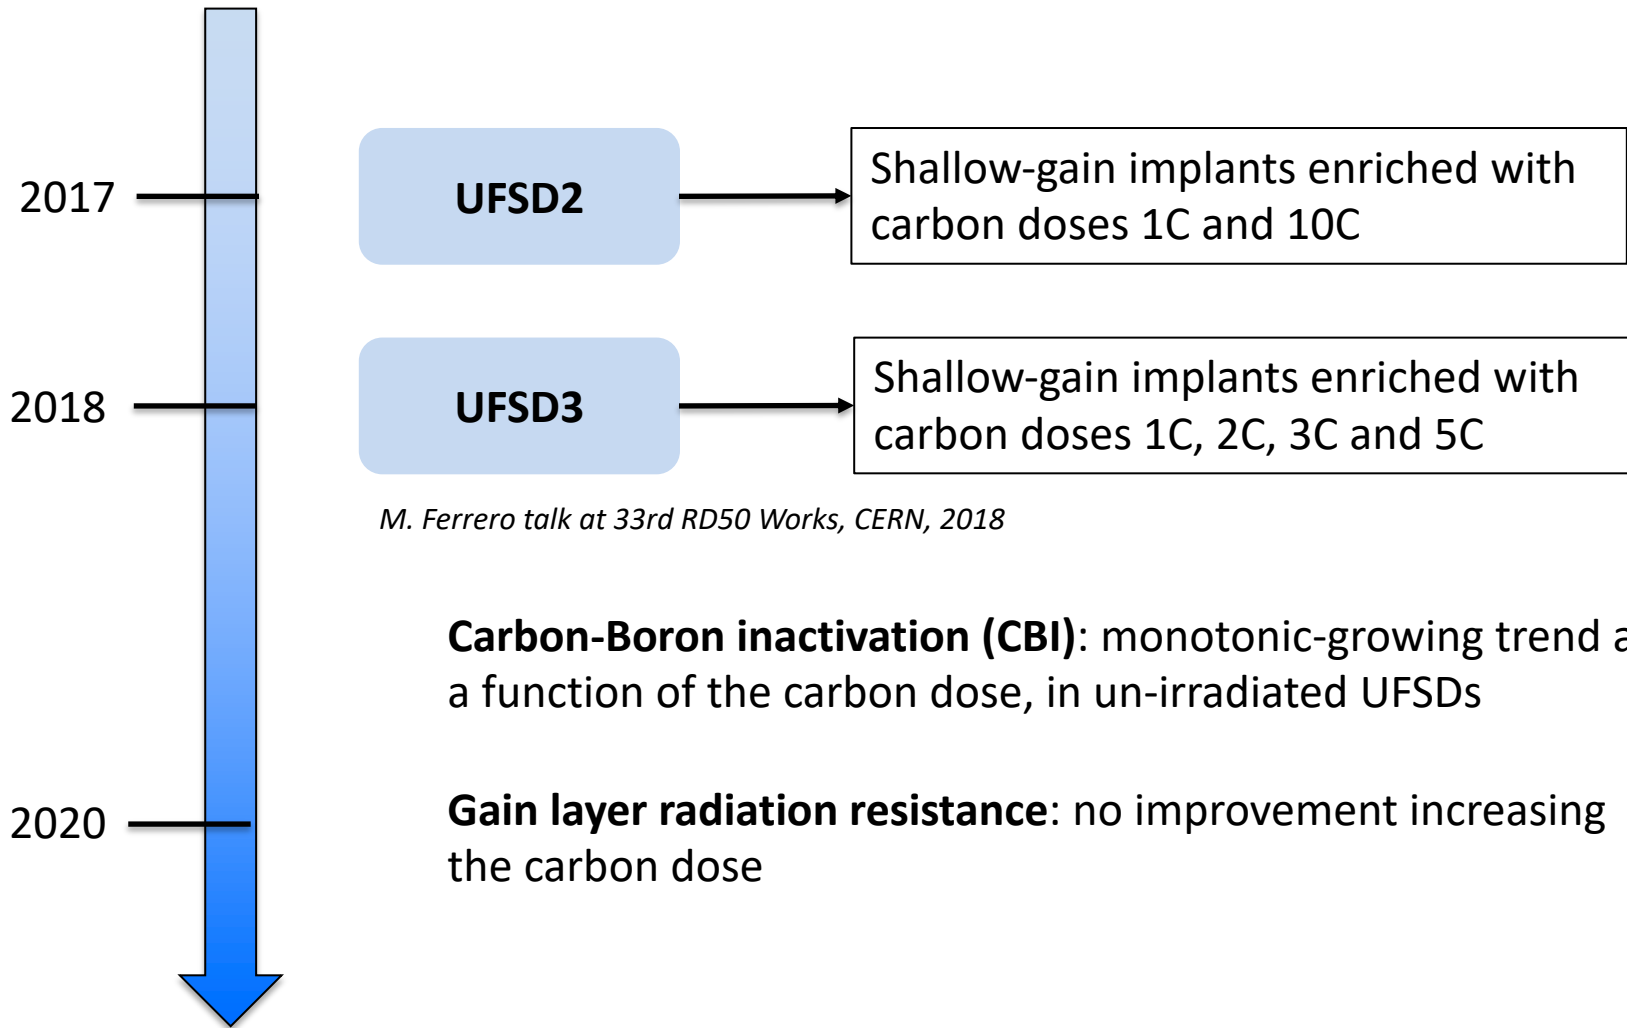 2017
UFSD2
Shallow-gain implants enriched with
carbon doses 1C and 10C
2018
UFSD3
Shallow-gain implants enriched with
carbon doses 1C, 2C, 3C and 5C
M. Ferrero talk at 33rd RD50 Works, CERN, 2018
Carbon-Boron inactivation (CBI): monotonic-growing trend
a function of the carbon dose, in un-irradiated UFSDs
2020
Gain layer radiation resistance: no improvement increasing
the carbon dose